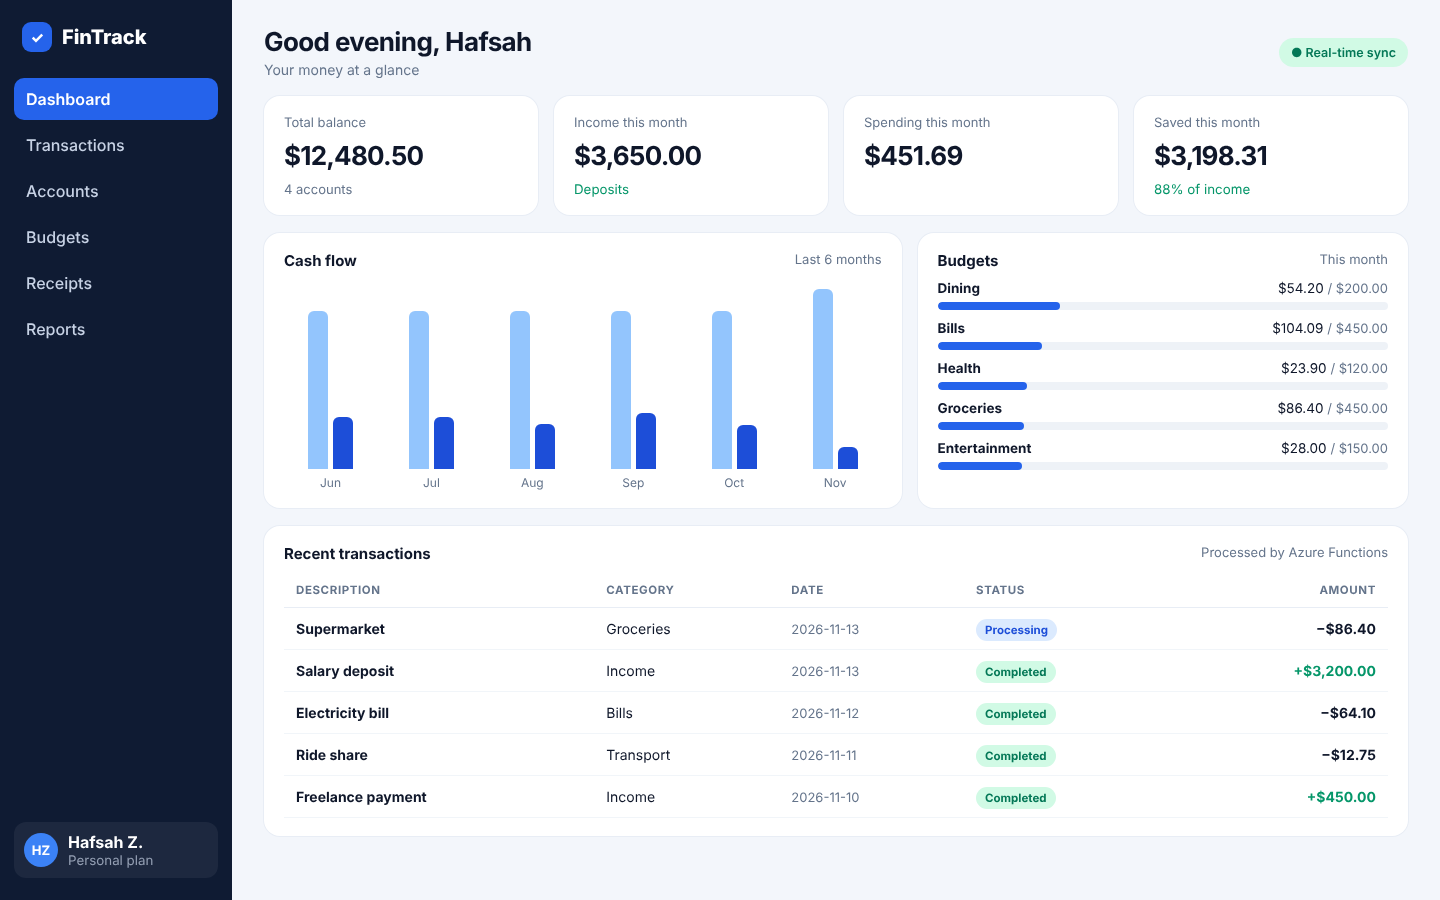 FinTrack
Dashboard
Transactions
Accounts
Budgets
Receipts
Reports
HZ
Hafsah Z.
Personal plan
Good evening, Hafsah
Your money at a glance
Real-time sync
Total balance
$12,480.50
4 accounts
Income this month
$3,650.00
Deposits
Spending this month
$451.69
Saved this month
$3,198.31
88% of income
Cash flow
Last 6 months
Jun Jul Aug Sep Oct Nov
Budgets
This month
Dining $54.20 / $200.00
Bills $104.09 / $450.00
Health $23.90 / $120.00
Groceries $86.40 / $450.00
Entertainment $28.00 / $150.00
Recent transactions
Processed by Azure Functions
DESCRIPTION CATEGORY DATE STATUS AMOUNT
Supermarket Groceries 2026-11-13 Processing −$86.40
Salary deposit Income 2026-11-13 Completed +$3,200.00
Electricity bill Bills 2026-11-12 Completed −$64.10
Ride share Transport 2026-11-11 Completed −$12.75
Freelance payment Income 2026-11-10 Completed +$450.00